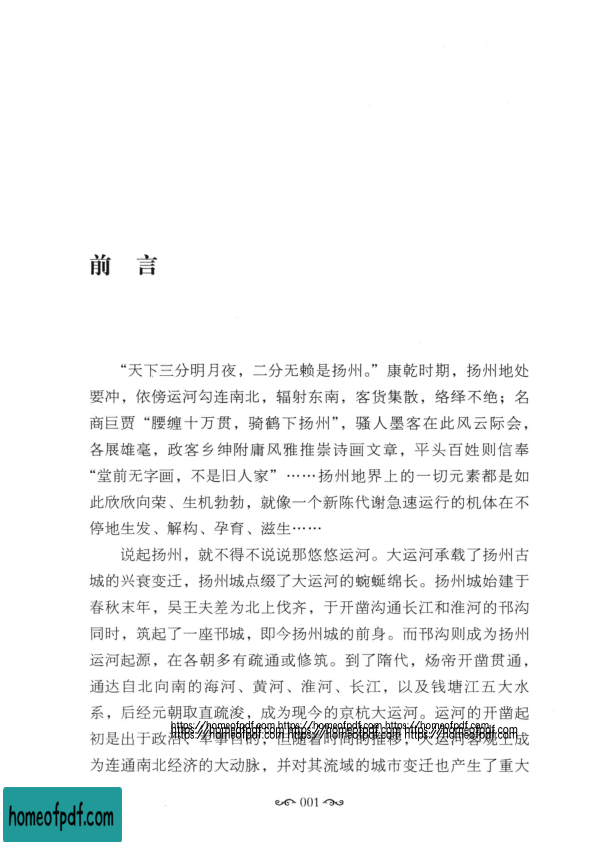 前 言
“天下三分明月夜，二分无赖是扬州。”康乾时期，扬州地处
要冲，依傍运河勾连南北，辐射东南，客货集散，络绎不绝；名
商巨贾“腰缠十万贯，骑鹤下扬州”，骚人墨客在此风云际会，
各展雄毫，政客乡绅附庸风雅推崇诗画文章，平头百姓则信奉
“堂前无字画，不是旧人家”……扬州地界上的一切元素都是如
此欣欣向荣、生机勃勃，就像一个新陈代谢急速运行的机体在不
停地生发、解构、孕育、滋生……
说起扬州，就不得不说说那悠悠运河。大运河承载了扬州古
城的兴衰变迁，扬州城点缀了大运河的蜿蜒绵长。扬州城始建于
春秋末年，吴王夫差为北上伐齐，于开凿沟通长江和淮河的邗沟
同时，筑起了一座邗城，即今扬州城的前身。而邗沟则成为扬州
运河起源，在各朝多有疏通或修筑。到了隋代，炀帝开凿贯通，
通达自北向南的海河、黄河、淮河、长江，以及钱塘江五大水
系，后经元朝取直疏浚，成为现今的京杭大运河。运河的开凿起
https://homeofpdf.com https://homeofpdf.com https://homeofpdf.com
https://homeofpdf.com https://homeofpdf.com https://homeofpdf.com
初是出于政治、军事目的，但随着时间的推移，大运河客观上成
为连通南北经济的大动脉，并对其流域的城市变迁也产生了重大
001
homeofpdf.com